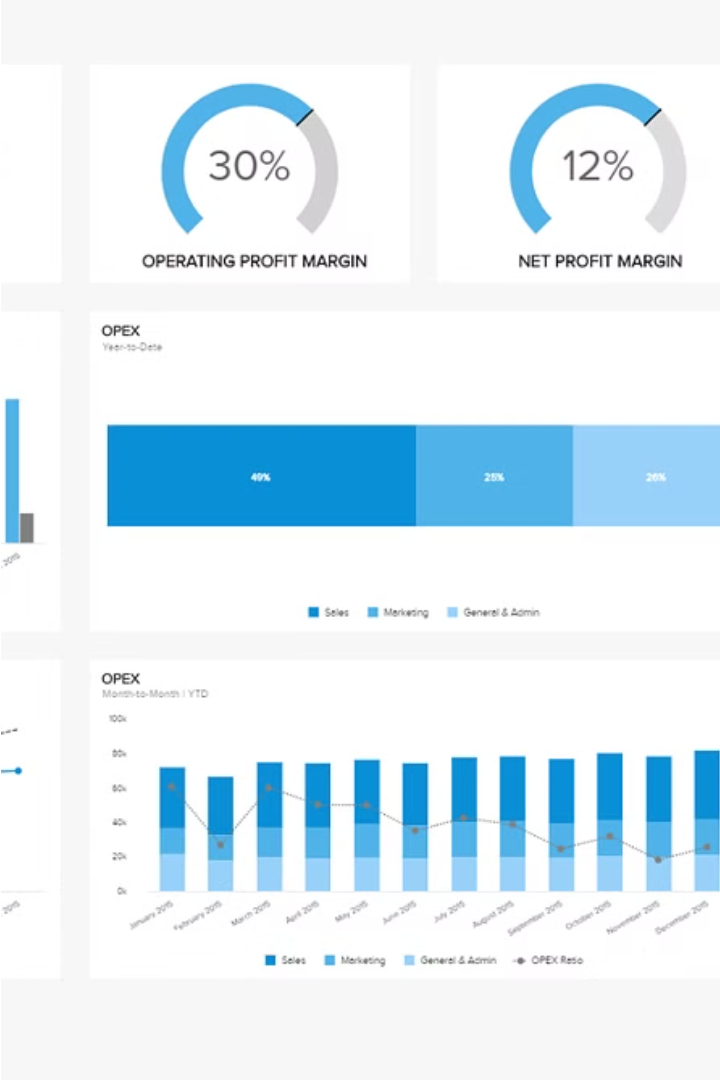 30%
12%
OPERATING PROFIT MARGIN
NET PROFIT MARGIN
OPEX
Year-to-Date
49%
25%
26%
2015
Sales
Marketing
General & Admin
OPEX
Month-to-Month | YTD
100k
80k
60k
40k
20k
0k
2015
January 2015
February 2015
March 2015
April 2015
May 2015
June 2015
July 2015
August 2015
September 2015
October 2015
November 2015
December 2015
Sales
Marketing
General & Admin
OPEX Ratio